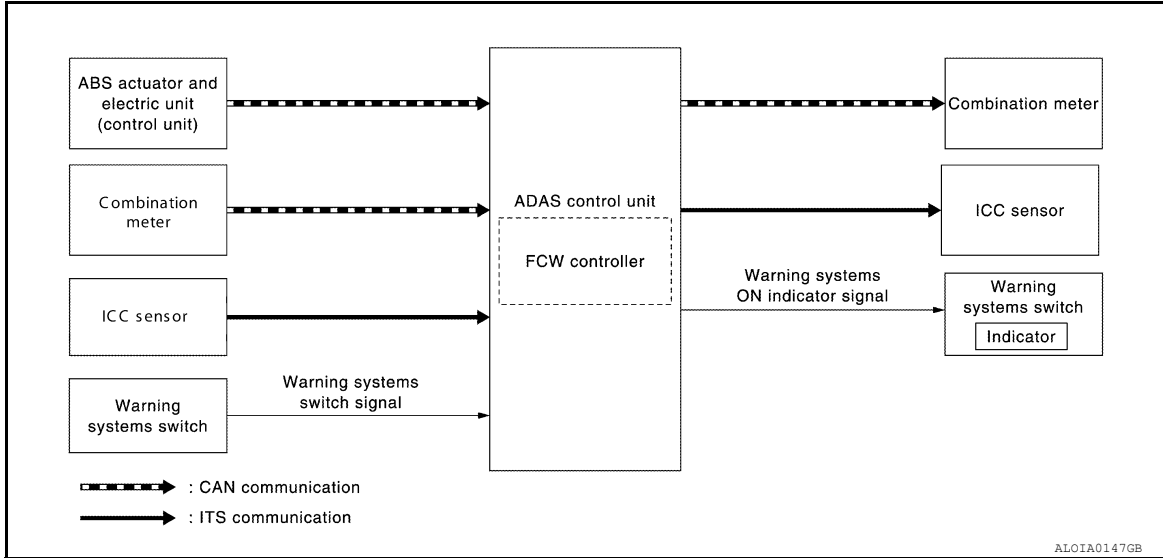 ABS actuator and
electric unit
(control unit)
Combination
meter
ICC sensor
Warning
systems switch
Warning systems
switch signal
ADAS control unit
FCW controller
Warning systems
ON indicator signal
Combination meter
ICC sensor
Warning
systems switch
Indicator
: CAN communication
: ITS communication
ALOIA0147GB